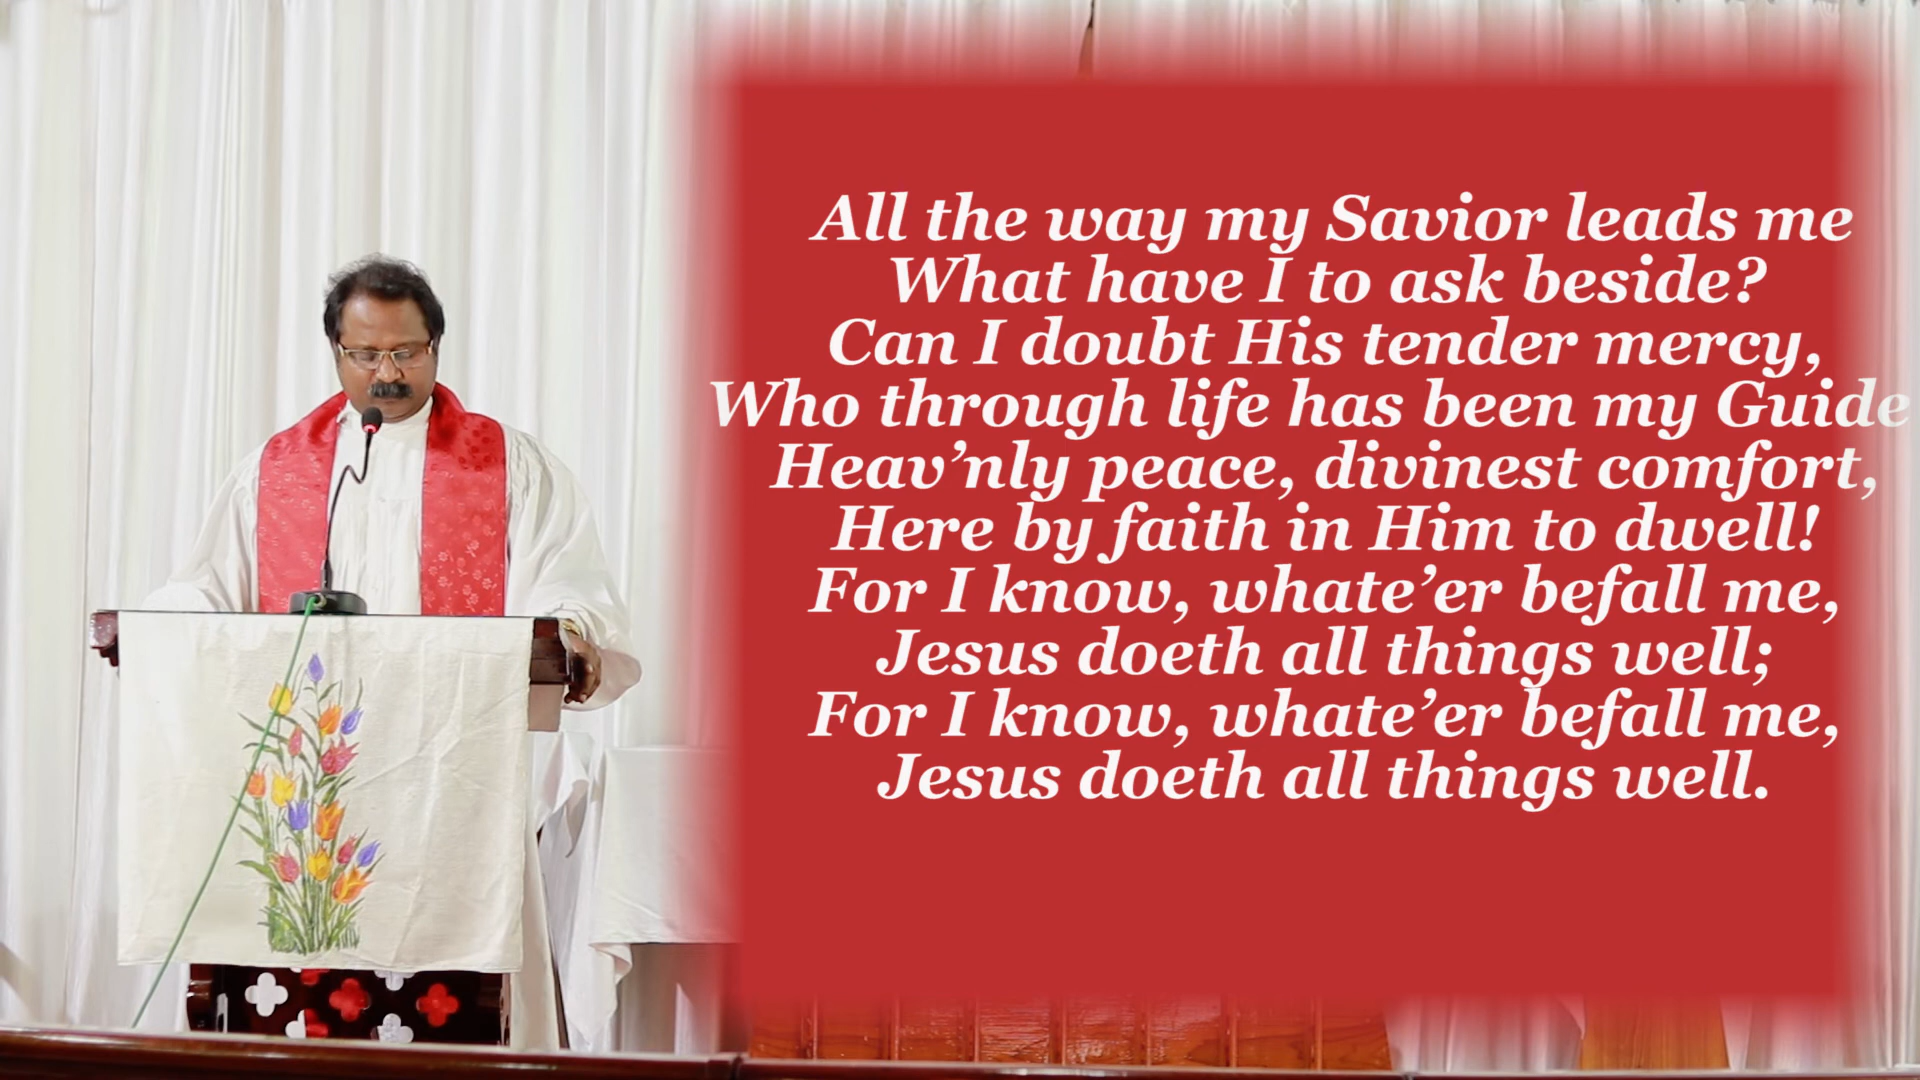 All the way my Savior leads me
What have I to ask beside?
Can I doubt His tender mercy,
Who through life has been my Guide
Heav’nly peace, divinest comfort,
Here by faith in Him to dwell!
For I know, whate’er befall me,
Jesus doeth all things well;
For I know, whate’er befall me,
Jesus doeth all things well.